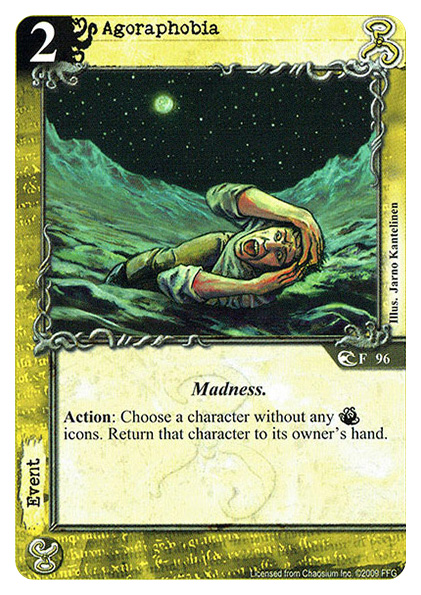 2
Agoraphobia
Illus. Jarno Kantelinen
F 96
Madness.
Action: Choose a character without any
icons. Return that character to its owner's hand.
Event
Licensed from Chaosium Inc. ©2009 FFG